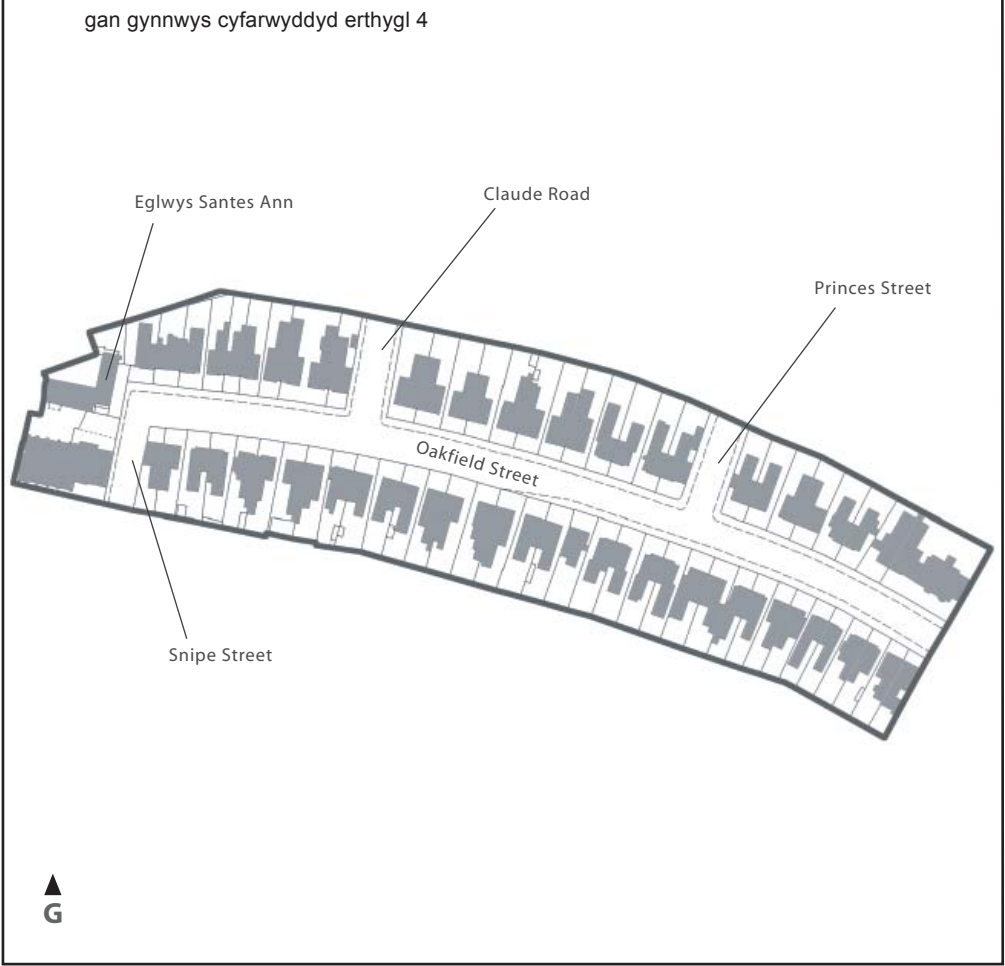 gan gynnwys cyfarwyddyd erthygl 4
Eglwys Santes Ann
Claude Road
Princes Street
Oakfield Street
Snipe Street
G